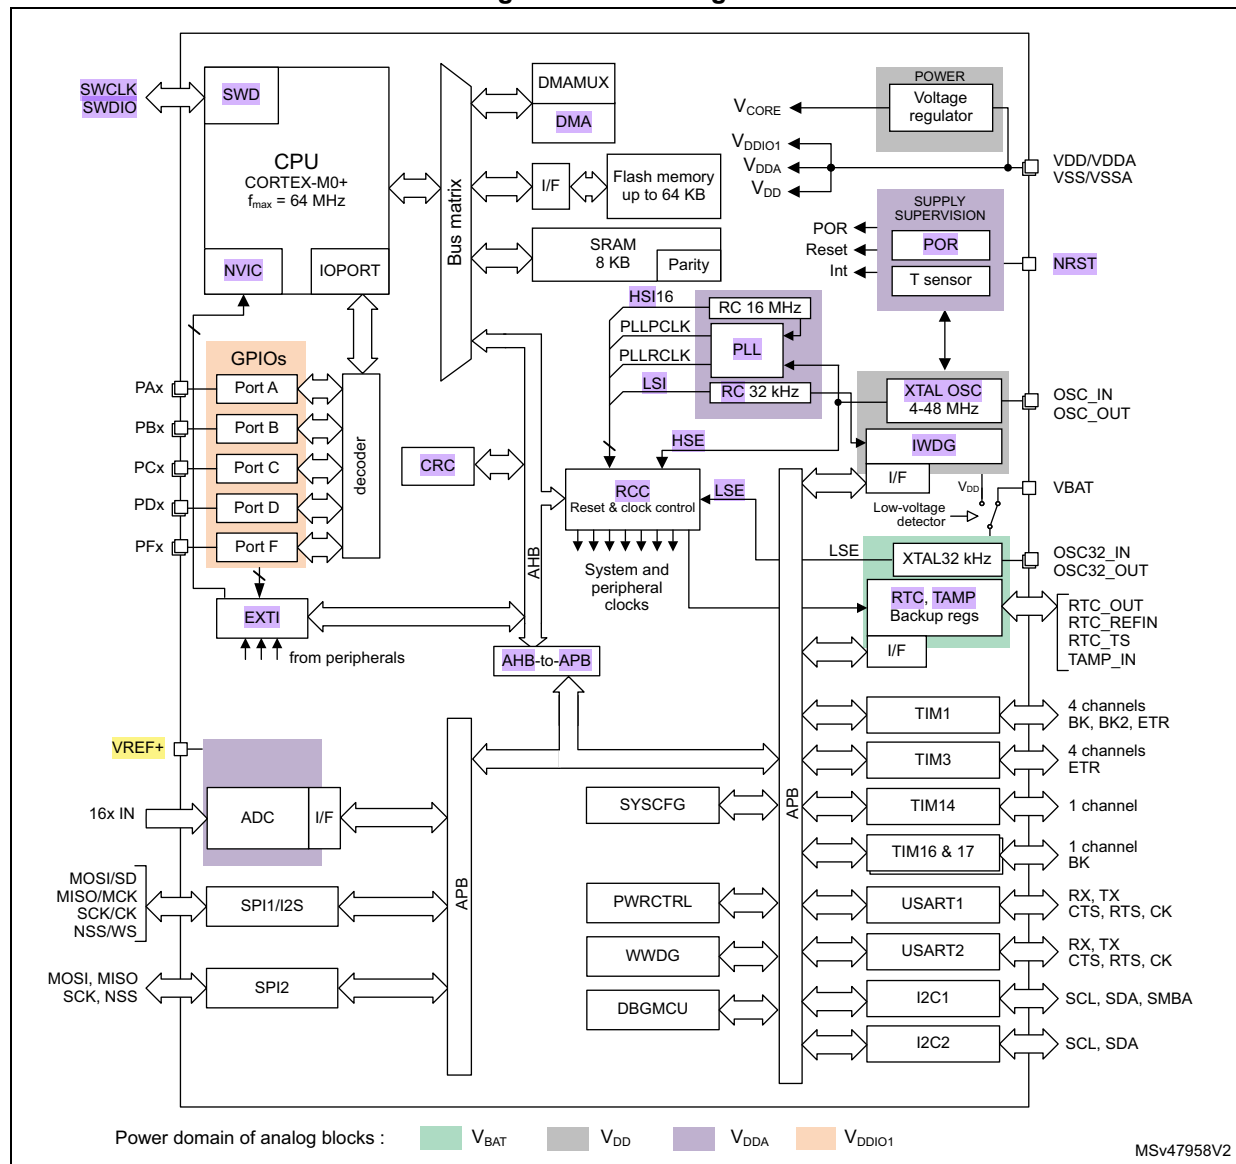 SWCLK
SWDIO
SWD
CPU
CORTEX-M0+
fmax = 64 MHz
NVIC
IOPORT
Bus matrix
DMAMUX
DMA
I/F
Flash memory
up to 64 KB
SRAM
8 KB
Parity
POWER
Voltage
regulator
VCORE
VDDIO1
VDDA
VDD
VDD/VDDA
VSS/VSSA
SUPPLY
SUPERVISION
POR
Reset
Int
POR
T sensor
NRST
HSI16
PLLPCLK
PLLRCLK
LSI
RC 16 MHz
PLL
RC 32 kHz
GPIOs
PAx
Port A
PBx
Port B
PCx
Port C
PDx
Port D
PFx
Port F
decoder
XTAL OSC
4-48 MHz
OSC_IN
OSC_OUT
IWDG
I/F
HSE
CRC
RCC
Reset & clock control
LSE
VDD
VBAT
Low-voltage
detector
LSE
XTAL32 kHz
OSC32_IN
OSC32_OUT
System and
peripheral
clocks
AHB
RTC, TAMP
Backup regs
I/F
RTC_OUT
RTC_REFIN
RTC_TS
TAMP_IN
EXTI
from peripherals
AHB-to-APB
VREF+
16x IN
ADC
I/F
MOSI/SD
MISO/MCK
SCK/CK
NSS/WS
SPI1/I2S
MOSI, MISO
SCK, NSS
SPI2
APB
SYSCFG
PWRCTRL
WWDG
DBGMCU
APB
TIM1
4 channels
BK, BK2, ETR
TIM3
4 channels
ETR
TIM14
1 channel
TIM16 & 17
1 channel
BK
USART1
RX, TX
CTS, RTS, CK
USART2
RX, TX
CTS, RTS, CK
I2C1
SCL, SDA, SMBA
I2C2
SCL, SDA
Power domain of analog blocks :
VBAT
VDD
VDDA
VDDIO1
MSv47958V2